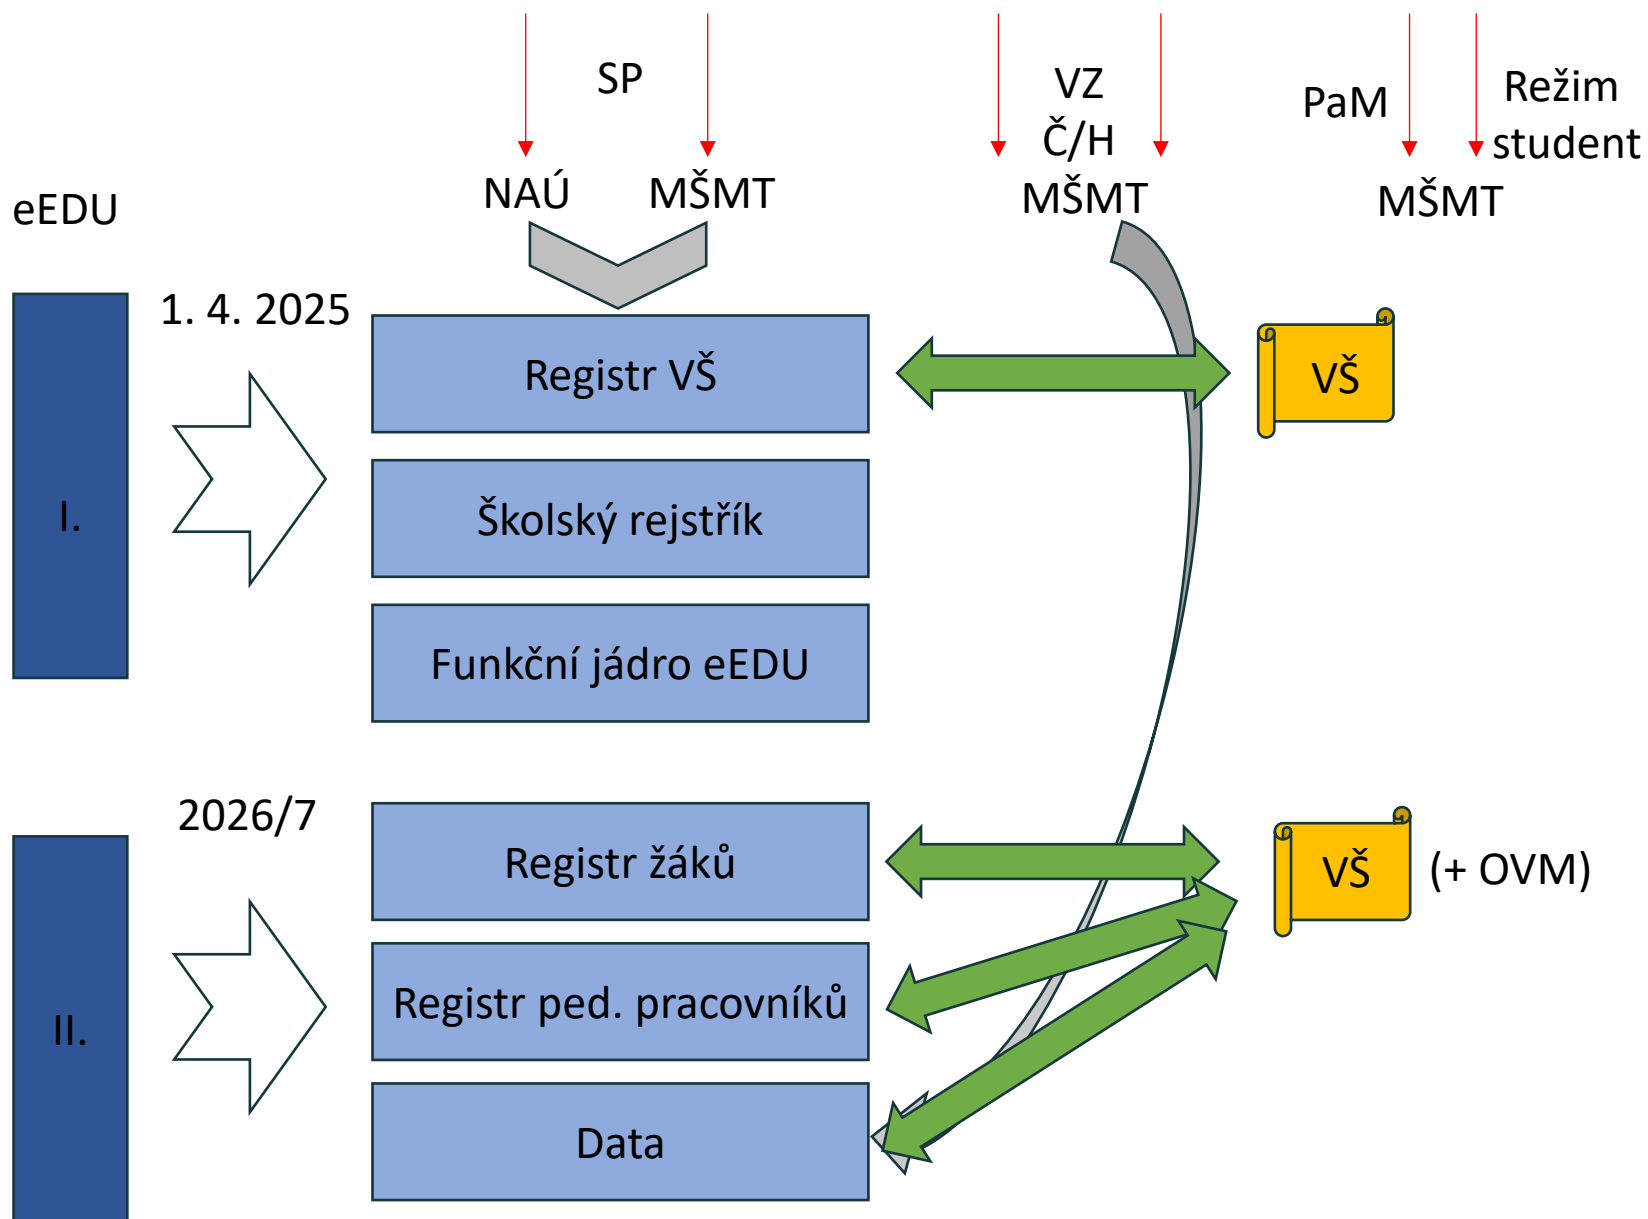 SP
VZ
Č/H
MŠMT
PaM
Režim
student
NAÚ
MŠMT
MŠMT
eEDU
1. 4. 2025
I.
Registr VŠ
VŠ
Školský rejstřík
Funkční jádro eEDU
2026/7
II.
Registr žáků
VŠ
(+ OVM)
Registr ped. pracovníků
Data